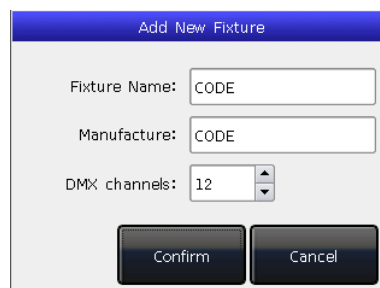 Add New Fixture
Fixture Name: CODE
Manufacture: CODE
DMX channels: 12
Confirm Cancel